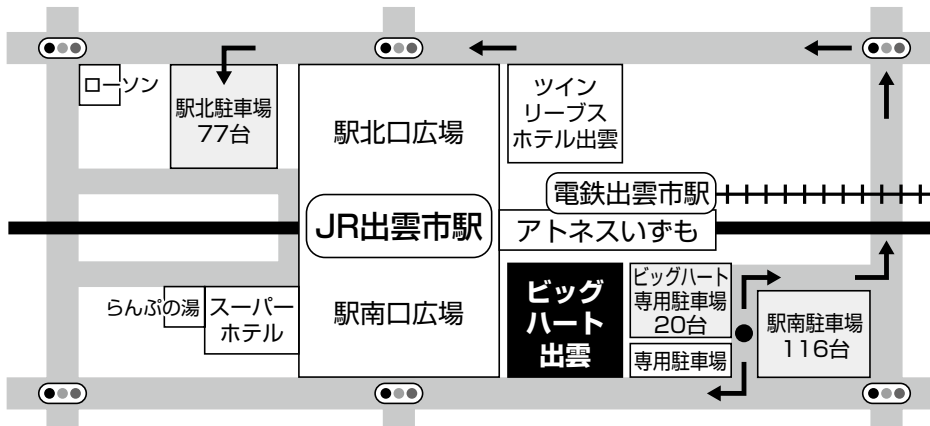 ローソン
駅北駐車場
77台
駅北口広場
ツイン
リーブス
ホテル出雲
電鉄出雲市駅
JR出雲市駅
アトネスいずも
らんぷの湯
スーパー
ホテル
駅南口広場
ビッグ
ハート
出雲
ビッグハート
専用駐車場
20台
専用駐車場
駅南駐車場
116台